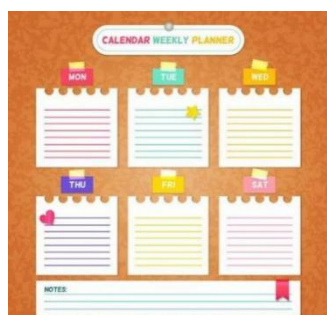 CALENDAR WEEKLY PLANNER
MON TUE WED
THU FRI SAT
NOTES: